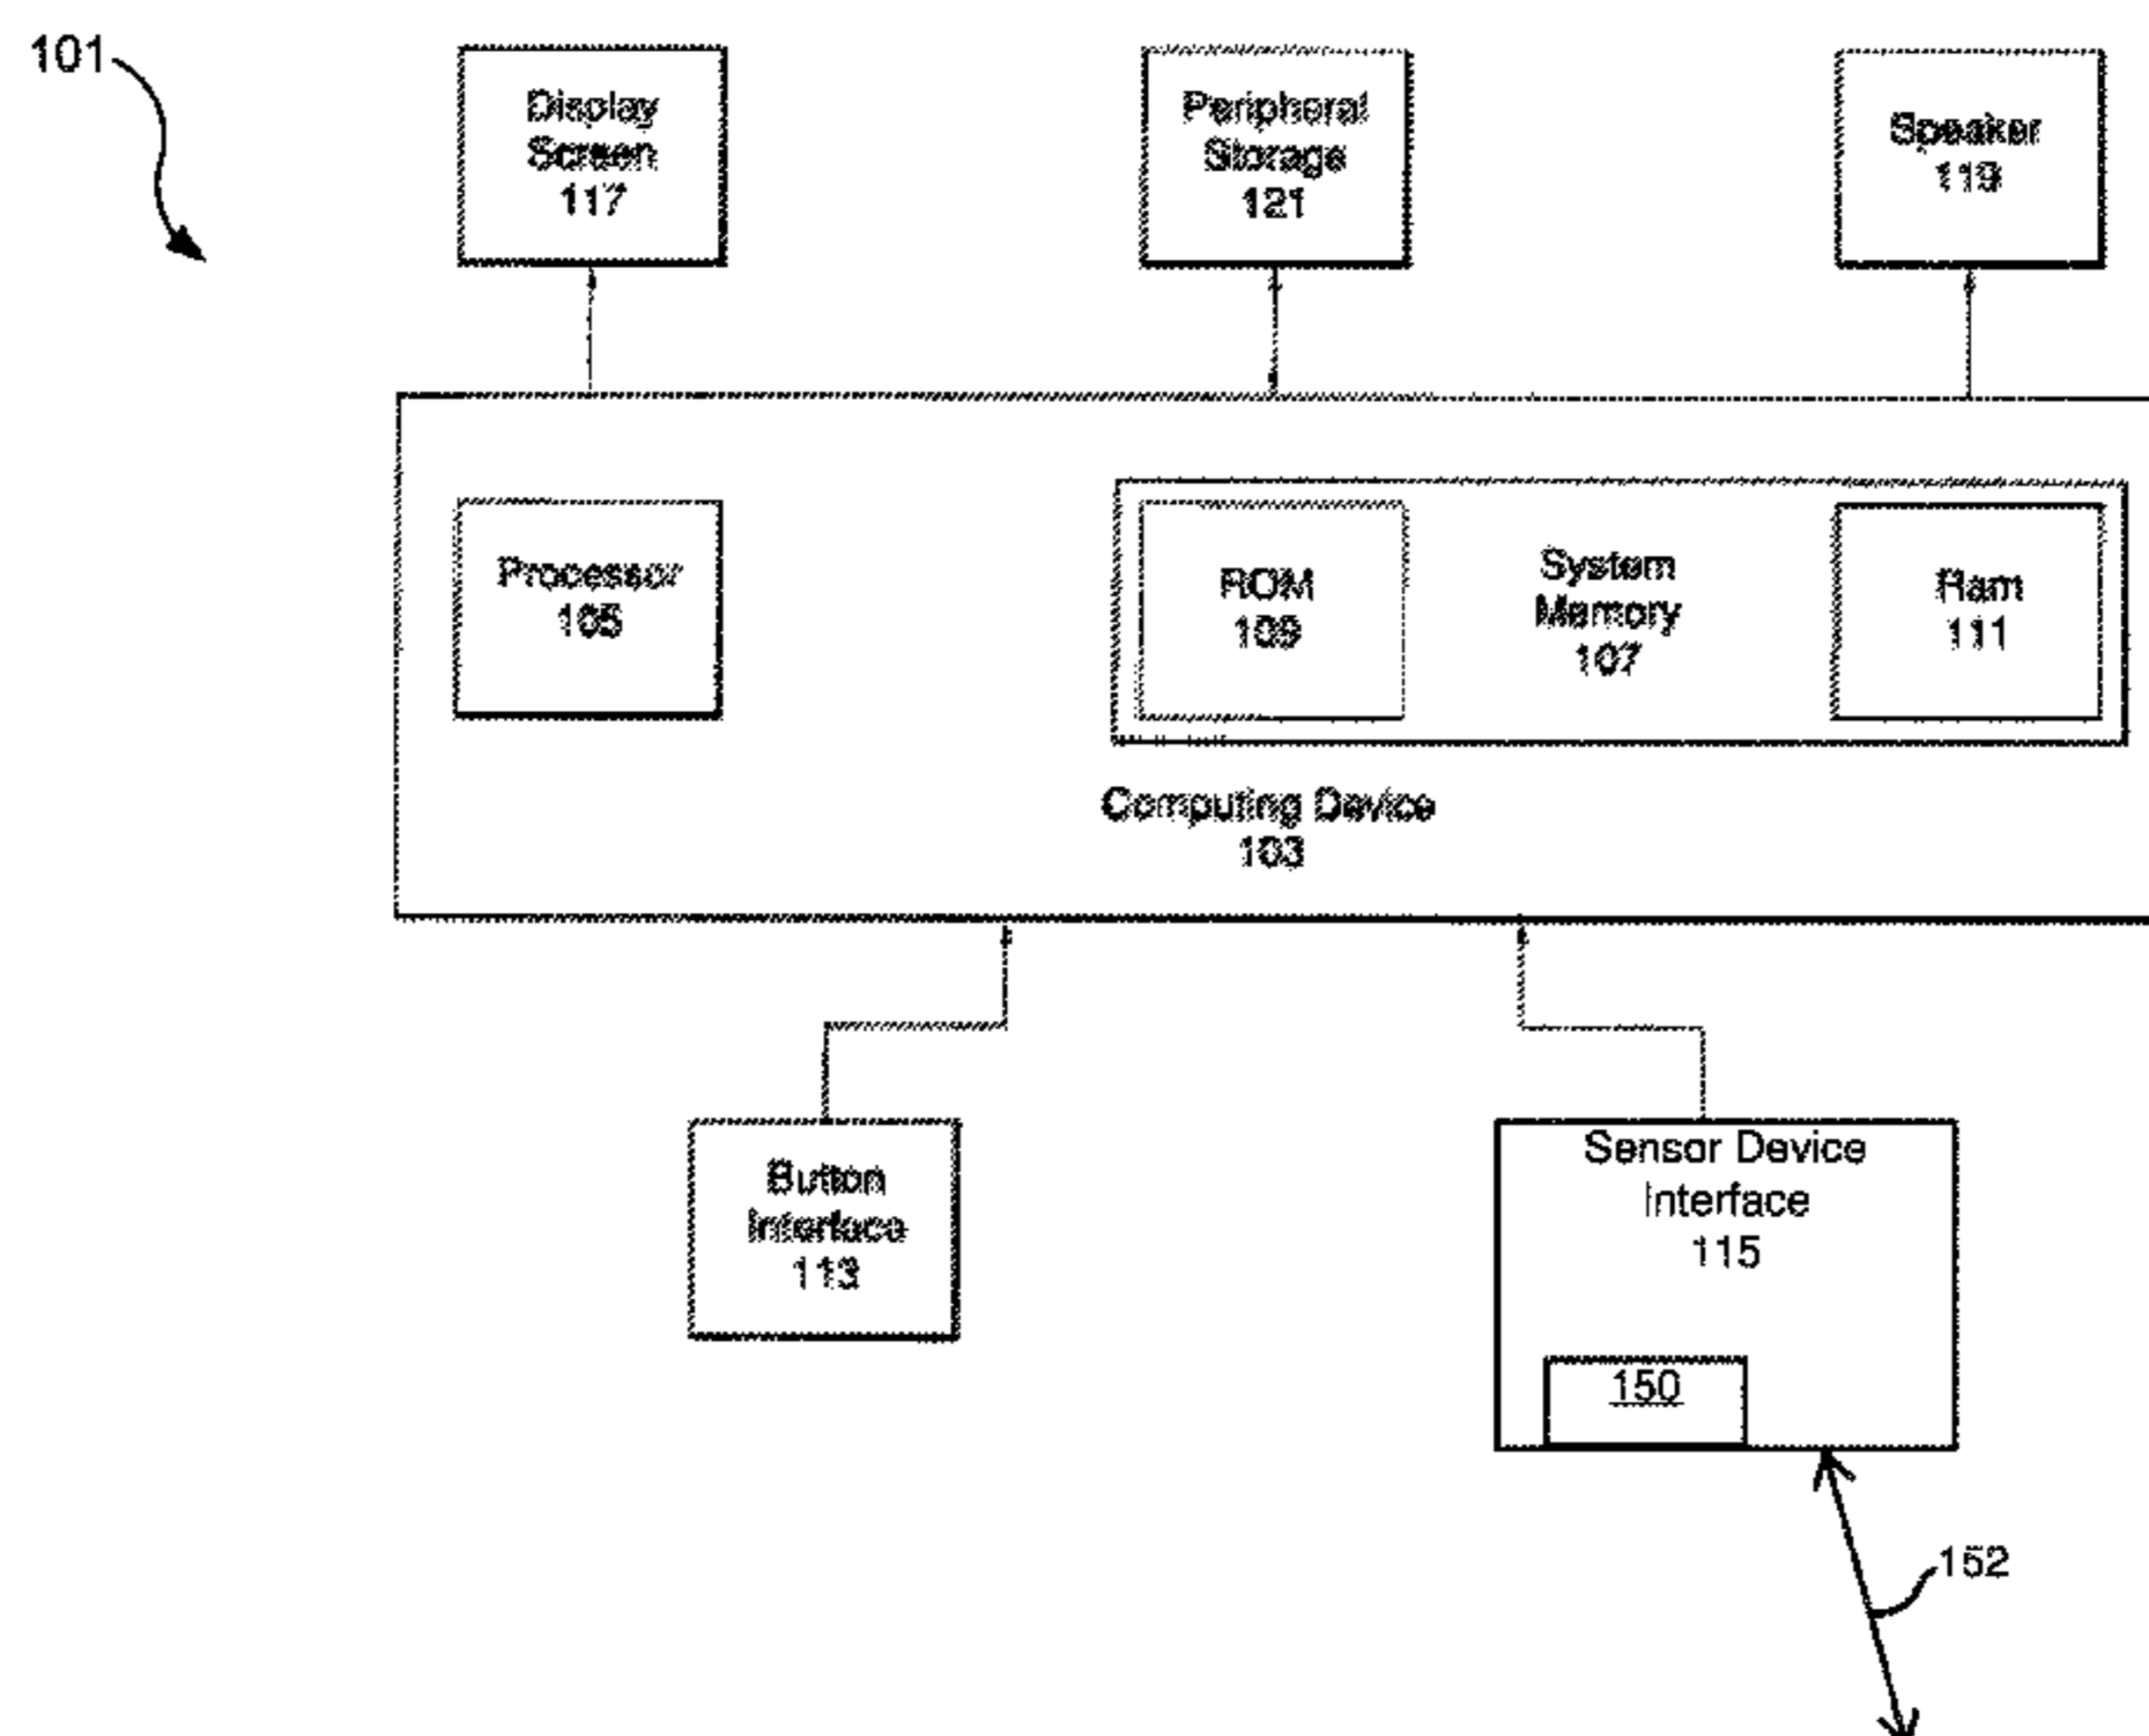 101
Display
Screen
117
Peripheral
Storage
121
Speaker
119
Processor
105
ROM
109
System
Memory
107
Ram
111
Computing Device
103
Button
Interface
113
Sensor Device
Interface
115
150
152